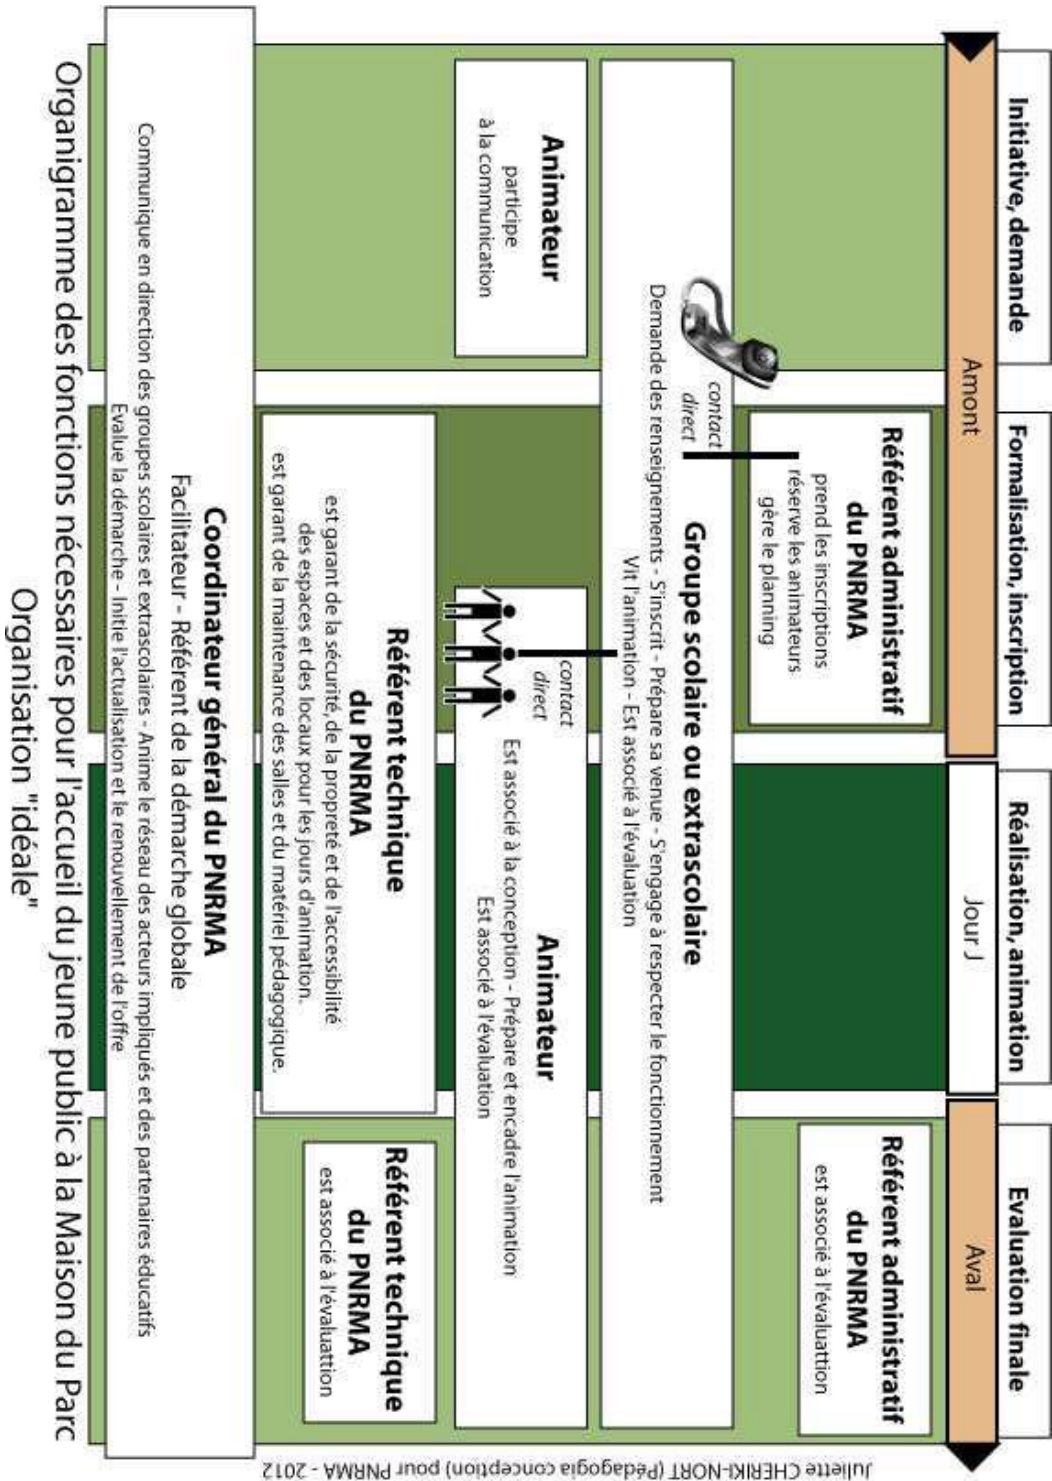 Initiative, demande
Formalisation, inscription
Réalisation, animation
Evaluation finale
Amont
Jour J
Aval
Référent administratif
du PNRMA
prend les inscriptions
réserve les animateurs
gère le planning
Référent administratif
du PNRMA
est associé à l'évaluattion
contact
direct
Groupe scolaire ou extrascolaire
Demande des renseignements - S'inscrit - Prépare sa venue - S'engage à respecter le fonctionnement
Vit l'animation - Est associé à l'évaluation
Animateur
participe
à la communication
contact
direct
Animateur
Est associé à la conception - Prépare et encadre l'animation
Est associé à l'évaluation
Référent technique
du PNRMA
est garant de la sécurité, de la propreté et de l'accessibilité
des espaces et des locaux pour les jours d'animation.
est garant de la maintenance des salles et du matériel pédagogique.
Référent technique
du PNRMA
est associé à l'évaluattion
Coordinateur général du PNRMA
Facilitateur - Référent de la démarche globale
Communique en direction des groupes scolaires et extrascolaires - Anime le réseau des acteurs impliqués et des partenaires éducatifs
Evalue la démarche - Initie l'actualisation et le renouvellement de l'offre
Organigramme des fonctions nécessaires pour l'accueil du jeune public à la Maison du Parc
Organisation "idéale"
Juliette CHERIKI-NORT (Pédagogia conception) pour PNRMA - 2012